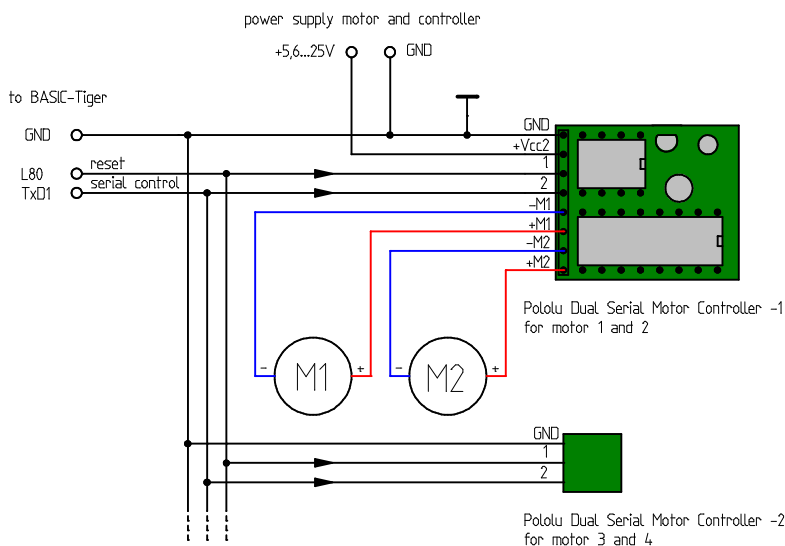 power supply motor and controller
+5,6...25V
GND
to BASIC-Tiger
GND
L80
TxD1
reset
serial control
GND
+Vcc2
1
2
-M1
+M1
-M2
+M2
Pololu Dual Serial Motor Controller -1
for motor 1 and 2
- M1 +
- M2 +
GND
1
2
Pololu Dual Serial Motor Controller -2
for motor 3 and 4